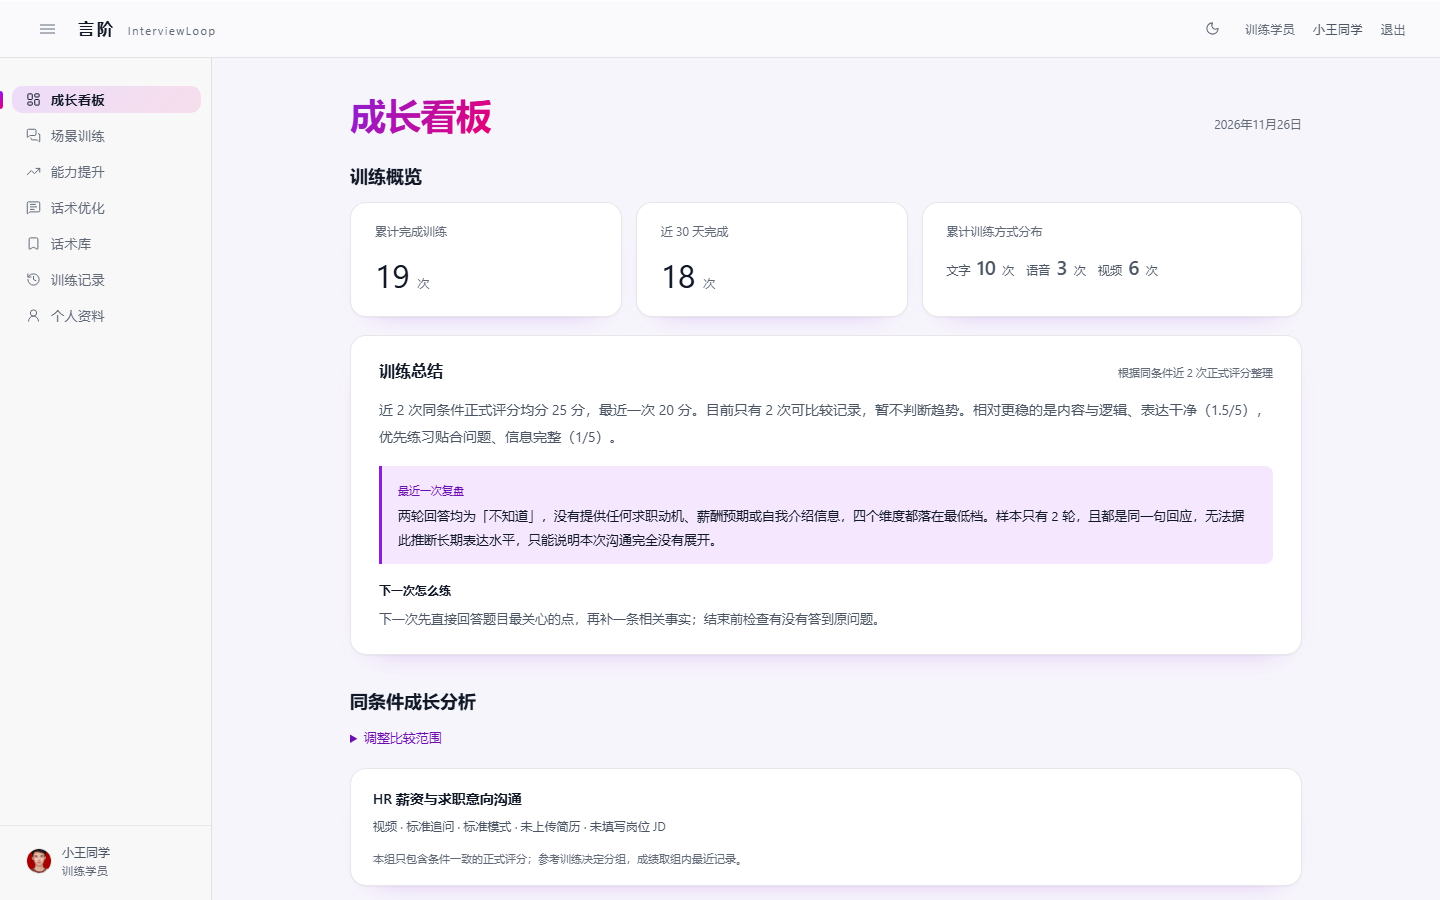 言阶 InterviewLoop
训练学员 小王同学 退出
成长看板
场景训练
能力提升
话术优化
话术库
训练记录
个人资料
小王同学
训练学员
成长看板
2026年11月26日
训练概览
累计完成训练
19 次
近 30 天完成
18 次
累计训练方式分布
文字 10 次 语音 3 次 视频 6 次
训练总结
根据同条件近 2 次正式评分整理
近 2 次同条件正式评分均分 25 分，最近一次 20 分。目前只有 2 次可比较记录，暂不判断趋势。相对更稳的是内容与逻辑、表达干净（1.5/5），
优先练习贴合问题、信息完整（1/5）。
最近一次复盘
两轮回答均为「不知道」，没有提供任何求职动机、薪酬预期或自我介绍信息，四个维度都落在最低档。样本只有 2 轮，且都是同一句回应，无法据
此推断长期表达水平，只能说明本次沟通完全没有展开。
下一次怎么练
下一次先直接回答题目最关心的点，再补一条相关事实；结束前检查有没有答到原问题。
同条件成长分析
调整比较范围
HR 薪资与求职意向沟通
视频 · 标准追问 · 标准模式 · 未上传简历 · 未填写岗位 JD
本组只包含条件一致的正式评分；参考训练决定分组，成绩取组内最近记录。